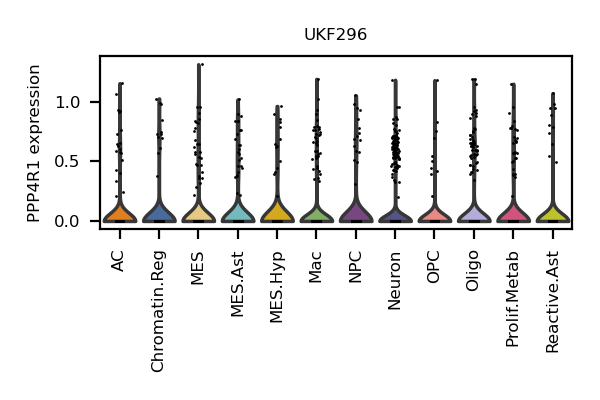 UKF296
PPP4R1 expression
1.0
0.5
0.0
AC
Chromatin.Reg
MES
MES.Ast
MES.Hyp
Mac
NPC
Neuron
OPC
Oligo
Prolif.Metab
Reactive.Ast